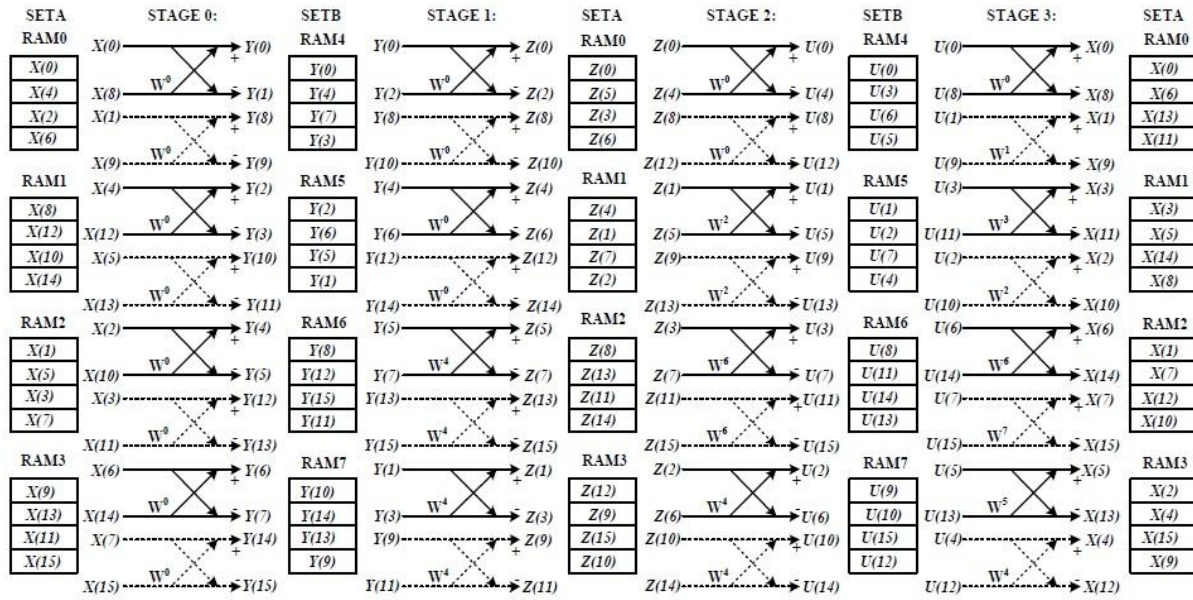 SETA
RAM0
X(0)
X(4)
X(2)
X(6)
RAM1
X(8)
X(12)
X(10)
X(14)
RAM2
X(1)
X(5)
X(3)
X(7)
RAM3
X(9)
X(13)
X(11)
X(15)
STAGE 0:
X(0) Y(0)
+
W⁰ -
X(8) Y(1)
X(1) Y(8)
+
W⁰ -
X(9) Y(9)
X(4) Y(2)
+
W⁰ -
X(12) Y(3)
X(5) Y(10)
+
W⁰ -
X(13) Y(11)
X(2) Y(4)
+
W⁰ -
X(10) Y(5)
X(3) Y(12)
+
W⁰ -
X(11) Y(13)
X(6) Y(6)
+
W⁰ -
X(14) Y(7)
X(7) Y(14)
+
W⁰ -
X(15) Y(15)
SETB
RAM4
Y(0)
Y(4)
Y(7)
Y(3)
RAM5
Y(2)
Y(6)
Y(5)
Y(1)
RAM6
Y(8)
Y(12)
Y(15)
Y(11)
RAM7
Y(10)
Y(14)
Y(13)
Y(9)
STAGE 1:
Y(0) Z(0)
+
W⁰ -
Y(2) Z(2)
Y(8) Z(8)
+
W⁰ -
Y(10) Z(10)
Y(4) Z(4)
+
W⁰ -
Y(6) Z(6)
Y(12) Z(12)
+
W⁰ -
Y(14) Z(14)
Y(5) Z(5)
+
W⁴ -
Y(7) Z(7)
Y(13) Z(13)
+
W⁴ -
Y(15) Z(15)
Y(1) Z(1)
+
W⁴ -
Y(3) Z(3)
Y(9) Z(9)
+
W⁴ -
Y(11) Z(11)
SETA
RAM0
Z(0)
Z(5)
Z(3)
Z(6)
RAM1
Z(4)
Z(1)
Z(7)
Z(2)
RAM2
Z(8)
Z(13)
Z(11)
Z(14)
RAM3
Z(12)
Z(9)
Z(15)
Z(10)
STAGE 2:
Z(0) U(0)
+
W⁰ -
Z(4) U(4)
Z(8) U(8)
+
W⁰ -
Z(12) U(12)
Z(1) U(1)
+
W² -
Z(5) U(5)
Z(9) U(9)
+
W² -
Z(13) U(13)
Z(3) U(3)
+
W⁶ -
Z(7) U(7)
Z(11) U(11)
+
W⁶ -
Z(15) U(15)
Z(2) U(2)
+
W⁴ -
Z(6) U(6)
Z(10) U(10)
+
W⁴ -
Z(14) U(14)
SETB
RAM4
U(0)
U(3)
U(6)
U(5)
RAM5
U(1)
U(2)
U(7)
U(4)
RAM6
U(8)
U(11)
U(14)
U(13)
RAM7
U(9)
U(10)
U(15)
U(12)
STAGE 3:
U(0) X(0)
+
W⁰ -
U(8) X(8)
U(1) X(1)
+
W¹ -
U(9) X(9)
U(3) X(3)
+
W³ -
U(11) X(11)
U(2) X(2)
+
W² -
U(10) X(10)
U(6) X(6)
+
W⁶ -
U(14) X(14)
U(7) X(7)
+
W⁷ -
U(15) X(15)
U(5) X(5)
+
W⁵ -
U(13) X(13)
U(4) X(4)
+
W⁴ -
U(12) X(12)
SETA
RAM0
X(0)
X(6)
X(13)
X(11)
RAM1
X(3)
X(5)
X(14)
X(8)
RAM2
X(1)
X(7)
X(12)
X(10)
RAM3
X(2)
X(4)
X(15)
X(9)